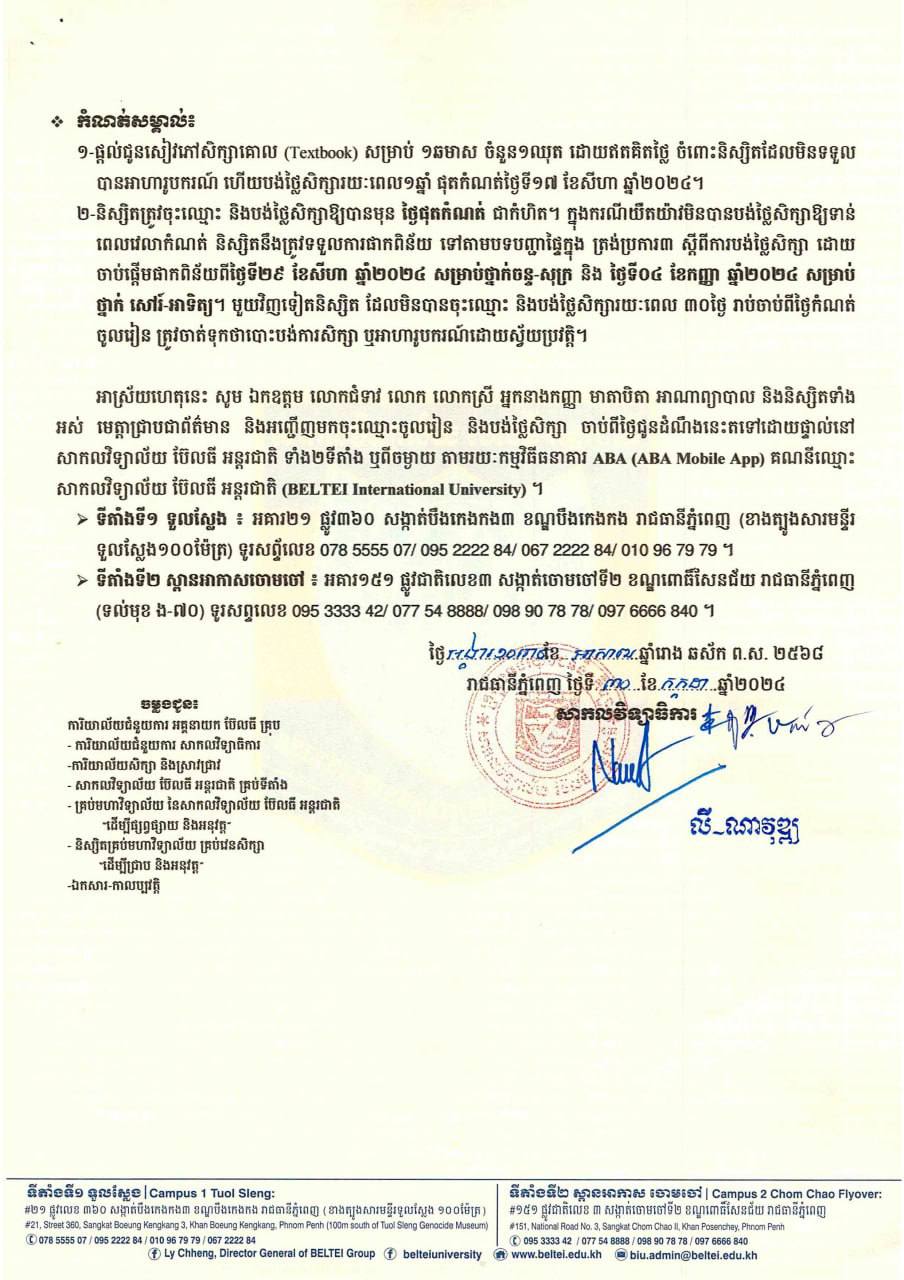 ❖ កំណត់សម្គាល់៖
១-ផ្តល់ជូនសៀវភៅសិក្សាគោល (Textbook) សម្រាប់ ១ឆមាស ចំនួន១ឈុត ដោយឥតគិតថ្លៃ ចំពោះនិស្សិតដែលមិនទទួល
បានអាហារូបករណ៍ ហើយបង់ថ្លៃសិក្សារយៈពេល១ឆ្នាំ ផុតកំណត់ថ្ងៃទី១៧ ខែសីហា ឆ្នាំ២០២៤។
២-និស្សិតត្រូវចុះឈ្មោះ និងបង់ថ្លៃសិក្សាឱ្យបានមុន ថ្ងៃផុតកំណត់ ជាកំហិត។ ក្នុងករណីយឺតយ៉ាវមិនបានបង់ថ្លៃសិក្សាឱ្យទាន់
ពេលវេលាកំណត់ និស្សិតនឹងត្រូវទទួលការផាកពិន័យ ទៅតាមបទបញ្ជាផ្ទៃក្នុង ត្រង់ប្រការ៣ ស្តីពីការបង់ថ្លៃសិក្សា ដោយ
ចាប់ផ្តើមផាកពិន័យពីថ្ងៃទី២៩ ខែសីហា ឆ្នាំ២០២៤ សម្រាប់ថ្នាក់ចន្ទ-សុក្រ និង ថ្ងៃទី០៤ ខែកញ្ញា ឆ្នាំ២០២៤ សម្រាប់
ថ្នាក់ សៅរ៍-អាទិត្យ។ មួយវិញទៀតនិស្សិត ដែលមិនបានចុះឈ្មោះ និងបង់ថ្លៃសិក្សារយៈពេល ៣០ថ្ងៃ រាប់ចាប់ពីថ្ងៃកំណត់
ចូលរៀន ត្រូវចាត់ទុកថាបោះបង់ការសិក្សា ឬអាហារូបករណ៍ដោយស្វ័យប្រវត្តិ។
អាស្រ័យហេតុនេះ សូម ឯកឧត្តម លោកជំទាវ លោក លោកស្រី អ្នកនាងកញ្ញា មាតាបិតា អាណាព្យាបាល និងនិស្សិតទាំង
អស់ មេត្តាជ្រាបជាព័ត៌មាន និងអញ្ជើញមកចុះឈ្មោះចូលរៀន និងបង់ថ្លៃសិក្សា ចាប់ពីថ្ងៃជូនដំណឹងនេះតទៅដោយផ្ទាល់នៅ
សាកលវិទ្យាល័យ ប៊ែលធី អន្តរជាតិ ទាំង២ទីតាំង ឬពីចម្ងាយ តាមរយៈកម្មវិធីធនាគារ ABA (ABA Mobile App) គណនីឈ្មោះ
សាកលវិទ្យាល័យ ប៊ែលធី អន្តរជាតិ (BELTEI International University) ។
➢ ទីតាំងទី១ ទួលស្លែង ៖ អគារ២១ ផ្លូវ៣៦០ សង្កាត់បឹងកេងកង៣ ខណ្ឌបឹងកេងកង រាជធានីភ្នំពេញ (ខាងត្បូងសារមន្ទីរ
ទួលស្លែង១០០ម៉ែត្រ) ទូរសព្ទ័លេខ 078 5555 07/ 095 2222 84/ 067 2222 84/ 010 96 79 79 ។
➢ ទីតាំងទី២ ស្ពានអាកាសចោមចៅ ៖ អគារ១៥១ ផ្លូវជាតិលេខ៣ សង្កាត់ចោមចៅទី២ ខណ្ឌពោធិ៍សែនជ័យ រាជធានីភ្នំពេញ
(ទល់មុខ ង-៧០) ទូរសព្ទលេខ 095 3333 42/ 077 54 8888/ 098 90 78 78/ 097 6666 840 ។
ថ្ងៃអង្គារ ១០រោច ខែ អាសាឍ ឆ្នាំរោង ឆស័ក ព.ស. ២៥៦៨
រាជធានីភ្នំពេញ ថ្ងៃទី ៣០ ខែ កក្កដា ឆ្នាំ២០២៤
សាកលវិទ្យាធិការ
លី ណាវុឌ្ឍ
ចម្លងជូន៖
ការិយាល័យជំនួយការ អគ្គនាយក ប៊ែលធី គ្រុប
- ការិយាល័យជំនួយការ សាកលវិទ្យាធិការ
-ការិយាល័យសិក្សា និងស្រាវជ្រាវ
- សាកលវិទ្យាល័យ ប៊ែលធី អន្តរជាតិ គ្រប់ទីតាំង
- គ្រប់មហាវិទ្យាល័យ នៃសាកលវិទ្យាល័យ ប៊ែលធី អន្តរជាតិ
"ដើម្បីផ្សព្វផ្សាយ និងអនុវត្ត"
- និស្សិតគ្រប់មហាវិទ្យាល័យ គ្រប់វេនសិក្សា
"ដើម្បីជ្រាប និងអនុវត្ត"
-ឯកសារ-កាលប្បវត្តិ
ទីតាំងទី១ ទួលស្លែង | Campus 1 Tuol Sleng:
#២១ ផ្លូវលេខ ៣៦០ សង្កាត់បឹងកេងកង៣ ខណ្ឌបឹងកេងកង រាជធានីភ្នំពេញ ( ខាងត្បូងសារមន្ទីរទួលស្លែង ១០០ម៉ែត្រ )
#21, Street 360, Sangkat Boeung Kengkang 3, Khan Boeung Kengkang, Phnom Penh (100m south of Tuol Sleng Genocide Museum)
078 5555 07 / 095 2222 84 / 010 96 79 79 / 067 2222 84
ទីតាំងទី២ ស្ពានអាកាស ចោមចៅ | Campus 2 Chom Chao Flyover:
#១៥១ ផ្លូវជាតិលេខ ៣ សង្កាត់ចោមចៅទី២ ខណ្ឌពោធិ៍សែនជ័យ រាជធានីភ្នំពេញ
#151, National Road No. 3, Sangkat Chom Chao II, Khan Posenchey, Phnom Penh
095 3333 42 / 077 54 8888 / 098 90 78 78 / 097 6666 840
Ly Chheng, Director General of BELTEI Group belteiuniversity www.beltei.edu.kh biu.admin@beltei.edu.kh